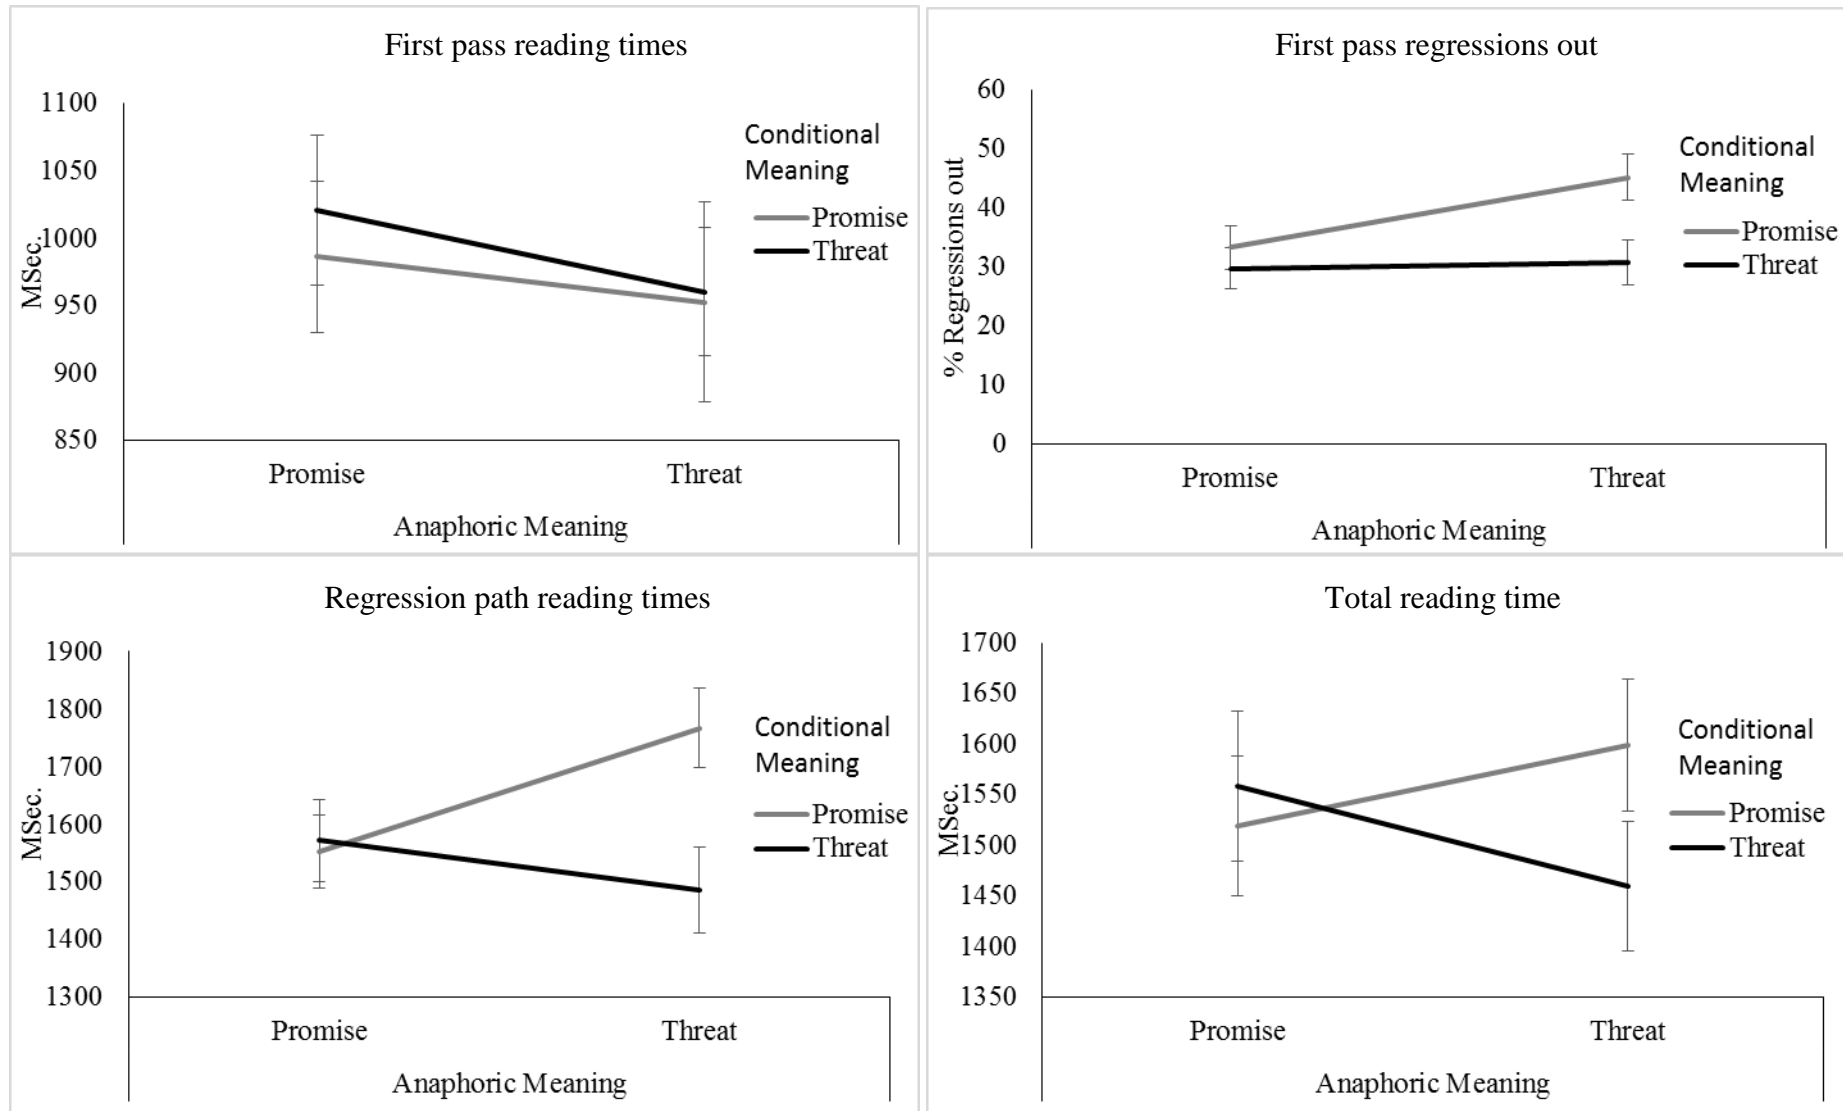 First pass reading times
1100
1050
1000
950
900
850
MSec.
Conditional
Meaning
Promise
Threat
Promise Threat
Anaphoric Meaning
First pass regressions out
60
50
40
30
20
10
0
% Regressions out
Conditional
Meaning
Promise
Threat
Promise Threat
Anaphoric Meaning
Regression path reading times
1900
1800
1700
1600
1500
1400
1300
MSec.
Conditional
Meaning
Promise
Threat
Promise Threat
Anaphoric Meaning
Total reading time
1700
1650
1600
1550
1500
1450
1400
1350
MSec.
Conditional
Meaning
Promise
Threat
Promise Threat
Anaphoric Meaning